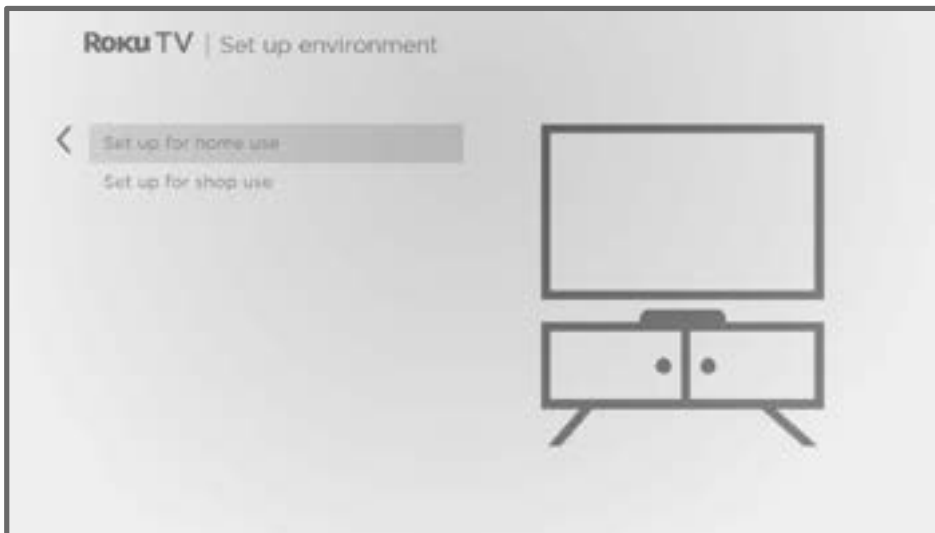 Roku TV | Set up environment
Set up for home use
Set up for shop use